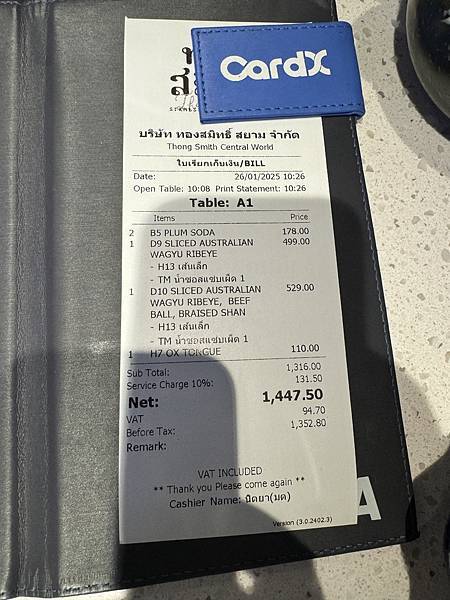 CardX
บริษัท ทองสมิทธิ์ สยาม จำกัด
Thong Smith Central World
ใบเรียกเก็บเงิน/BILL
Date: 26/01/2025 10:26
Open Table: 10:08 Print Statement: 10:26
Table: A1
Items Price
2 B5 PLUM SODA 178.00
1 D9 SLICED AUSTRALIAN 499.00
WAGYU RIBEYE
- H13 เส้นเล็ก
- TM น้ำซอสแซ่บเผ็ด 1
1 D10 SLICED AUSTRALIAN 529.00
WAGYU RIBEYE, BEEF
BALL, BRAISED SHAN
- H13 เส้นเล็ก
- TM น้ำซอสแซ่บเผ็ด 1
1 H7 OX TONGUE 110.00
Sub Total: 1,316.00
Service Charge 10%: 131.50
Net: 1,447.50
VAT 94.70
Before Tax: 1,352.80
Remark:
VAT INCLUDED
** Thank you Please come again **
Cashier Name:
Version (3.0.2402.3)
A